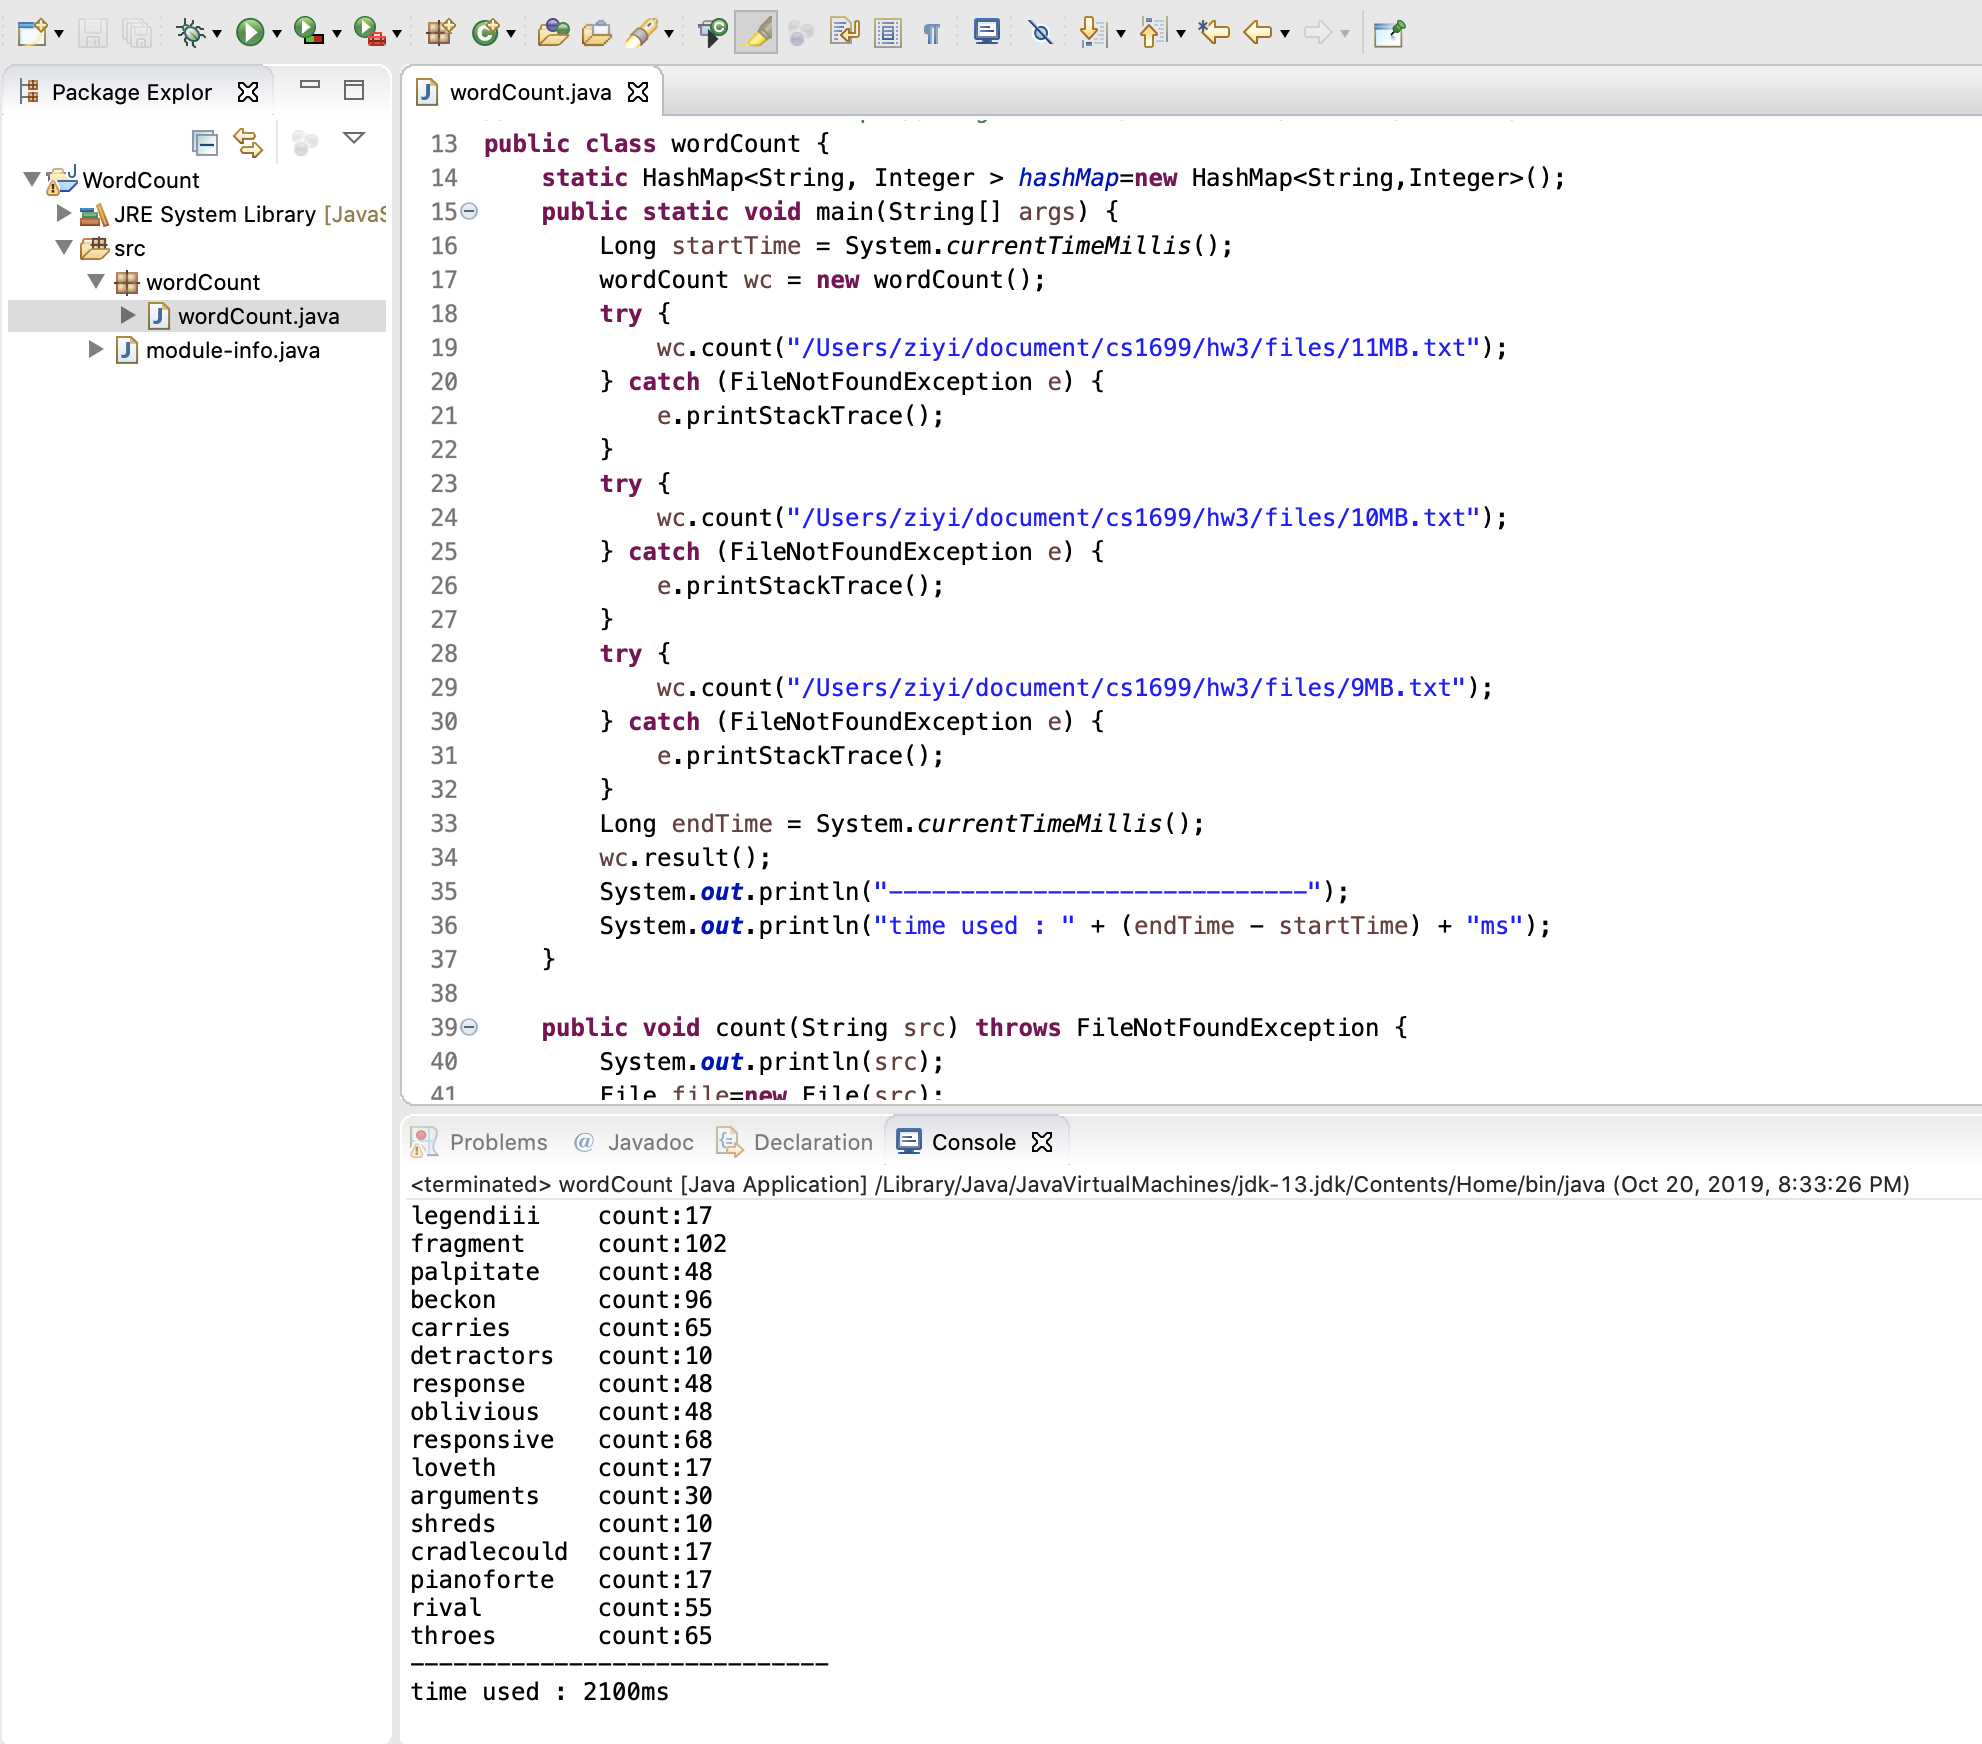 Package Explor
WordCount
JRE System Library [JavaS
src
wordCount
wordCount.java
module-info.java
wordCount.java
13 public class wordCount {
14 static HashMap<String, Integer > hashMap=new HashMap<String,Integer>();
15 public static void main(String[] args) {
16 Long startTime = System.currentTimeMillis();
17 wordCount wc = new wordCount();
18 try {
19 wc.count("/Users/ziyi/document/cs1699/hw3/files/11MB.txt");
20 } catch (FileNotFoundException e) {
21 e.printStackTrace();
22 }
23 try {
24 wc.count("/Users/ziyi/document/cs1699/hw3/files/10MB.txt");
25 } catch (FileNotFoundException e) {
26 e.printStackTrace();
27 }
28 try {
29 wc.count("/Users/ziyi/document/cs1699/hw3/files/9MB.txt");
30 } catch (FileNotFoundException e) {
31 e.printStackTrace();
32 }
33 Long endTime = System.currentTimeMillis();
34 wc.result();
35 System.out.println("-----------------------------");
36 System.out.println("time used : " + (endTime - startTime) + "ms");
37 }
38
39 public void count(String src) throws FileNotFoundException {
40 System.out.println(src);
41 File file=new File(src);
Problems @ Javadoc Declaration Console
<terminated> wordCount [Java Application] /Library/Java/JavaVirtualMachines/jdk-13.jdk/Contents/Home/bin/java (Oct 20, 2019, 8:33:26 PM)
legendiii count:17
fragment count:102
palpitate count:48
beckon count:96
carries count:65
detractors count:10
response count:48
oblivious count:48
responsive count:68
loveth count:17
arguments count:30
shreds count:10
cradlecould count:17
pianoforte count:17
rival count:55
throes count:65
-----------------------------
time used : 2100ms